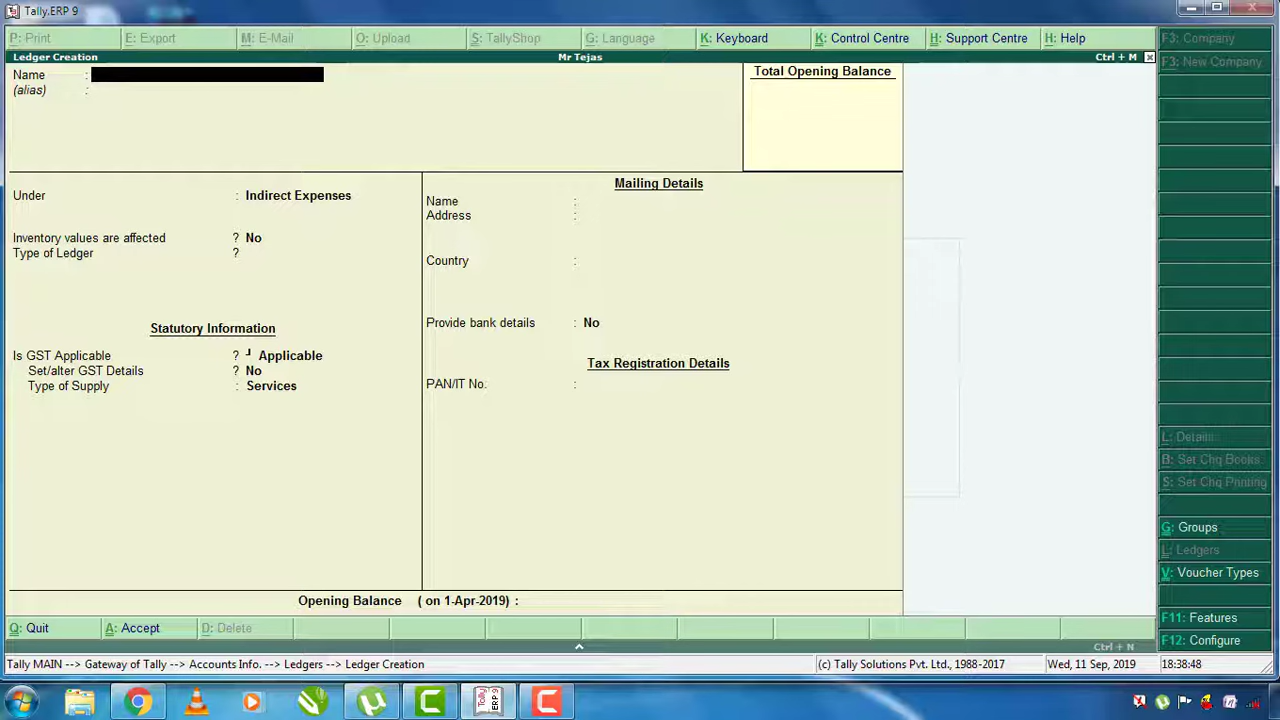 Tally.ERP 9
P: Print E: Export M: E-Mail O: Upload S: TallyShop G: Language K: Keyboard K: Control Centre H: Support Centre H: Help
Ledger Creation Mr Tejas Ctrl + M
Name :
(alias) :
Total Opening Balance
Under : Indirect Expenses
Inventory values are affected ? No
Type of Ledger ?
Statutory Information
Is GST Applicable ? ┘ Applicable
Set/alter GST Details ? No
Type of Supply : Services
Mailing Details
Name :
Address :
Country :
Provide bank details : No
Tax Registration Details
PAN/IT No. :
Opening Balance ( on 1-Apr-2019) :
F3: Company
F3: New Company
L: Details
B: Set Chq Books
S: Set Chq Printing
G: Groups
L: Ledgers
V: Voucher Types
F11: Features
F12: Configure
Q: Quit A: Accept D: Delete
Ctrl + N
Tally MAIN --> Gateway of Tally --> Accounts Info. --> Ledgers --> Ledger Creation (c) Tally Solutions Pvt. Ltd., 1988-2017 Wed, 11 Sep, 2019 18:38:48